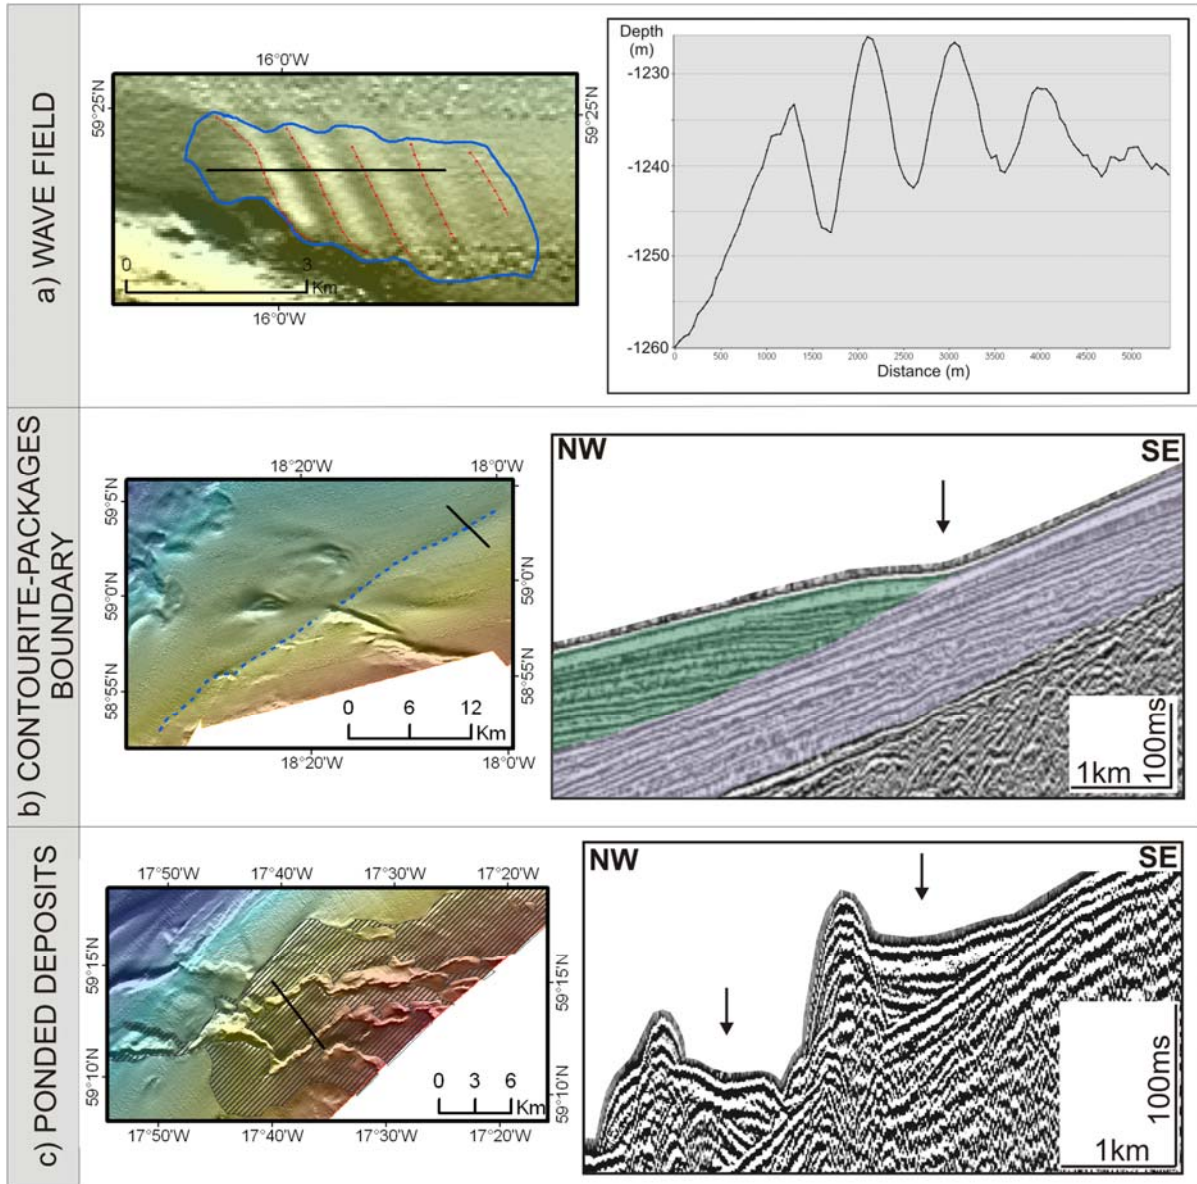 a) WAVE FIELD
16°0'W
59°25'N
59°25'N
0
3
Km
16°0'W
Depth
(m)
-1230
-1240
-1250
-1260
0
500
1000
1500
2000
2500
3000
3500
4000
4500
5000
Distance (m)
b) CONTOURITE-PACKAGES
BOUNDARY
18°20'W
18°0'W
59°5'N
59°0'N
58°55'N
59°5'N
59°0'N
58°55'N
0
6
12
Km
18°20'W
18°0'W
NW
SE
1km
100ms
c) PONDED DEPOSITS
17°50'W
17°40'W
17°30'W
17°20'W
59°15'N
59°10'N
59°15'N
59°10'N
0
3
6
Km
17°50'W
17°40'W
17°30'W
17°20'W
NW
SE
1km
100ms